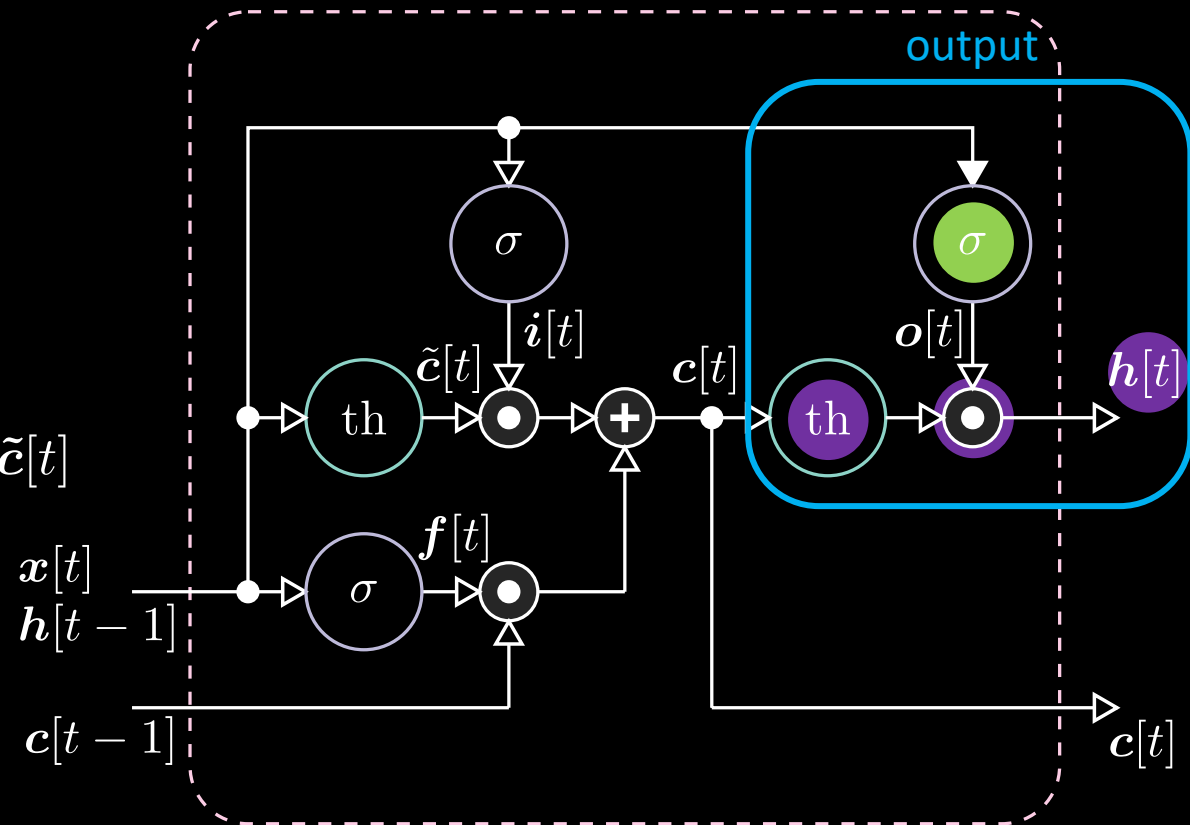 output
σ
σ
i[t]
o[t]
c̃[t]
c[t]
h[t]
th
+
th
c̃[t]
f[t]
x[t]
σ
h[t − 1]
c[t − 1]
c[t]